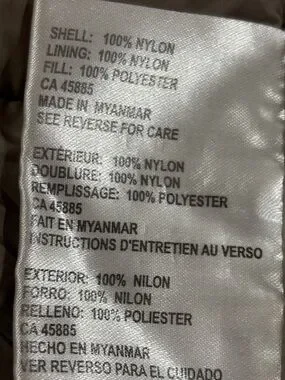 SHELL: 100% NYLON
LINING: 100% NYLON
FILL: 100% POLYESTER
CA 45885
MADE IN MYANMAR
SEE REVERSE FOR CARE
EXTÉRIEUR: 100% NYLON
DOUBLURE: 100% NYLON
REMPLISSAGE: 100% POLYESTER
CA 45885
FAIT EN MYANMAR
INSTRUCTIONS D'ENTRETIEN AU VERSO
EXTERIOR: 100% NILON
FORRO: 100% NILON
RELLENO: 100% POLIESTER
CA 45885
HECHO EN MYANMAR
VER REVERSO PARA EL CUIDADO